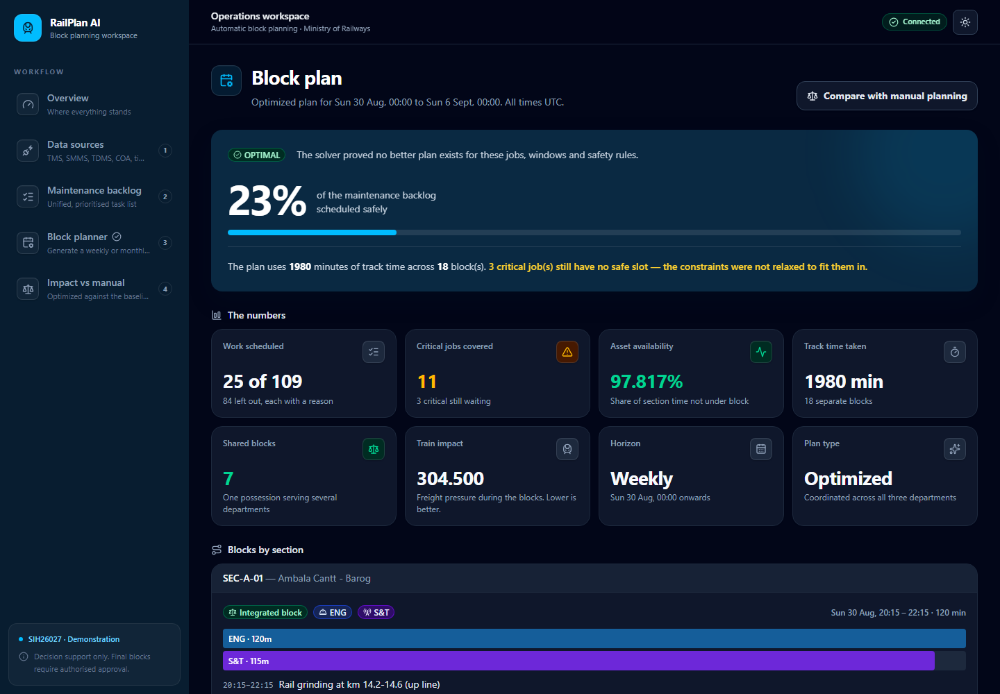 RailPlan AI
Block planning workspace
WORKFLOW
Overview
Where everything stands
Data sources
TMS, SMMS, TDMS, COA, ti...
1
Maintenance backlog
Unified, prioritised task list
2
Block planner
Generate a weekly or monthl...
3
Impact vs manual
Optimized against the baseli...
4
SIH26027 · Demonstration
Decision support only. Final blocks
require authorised approval.
Operations workspace
Automatic block planning · Ministry of Railways
Connected
Block plan
Optimized plan for Sun 30 Aug, 00:00 to Sun 6 Sept, 00:00. All times UTC.
Compare with manual planning
OPTIMAL
The solver proved no better plan exists for these jobs, windows and safety rules.
23%
of the maintenance backlog
scheduled safely
The plan uses 1980 minutes of track time across 18 block(s). 3 critical job(s) still have no safe slot — the constraints were not relaxed to fit them in.
The numbers
Work scheduled
25 of 109
84 left out, each with a reason
Critical jobs covered
11
3 critical still waiting
Asset availability
97.817%
Share of section time not under block
Track time taken
1980 min
18 separate blocks
Shared blocks
7
One possession serving several
departments
Train impact
304.500
Freight pressure during the blocks. Lower is
better.
Horizon
Weekly
Sun 30 Aug, 00:00 onwards
Plan type
Optimized
Coordinated across all three departments
Blocks by section
SEC-A-01 — Ambala Cantt - Barog
Integrated block
ENG
S&T
Sun 30 Aug, 20:15 – 22:15 · 120 min
ENG · 120m
S&T · 115m
20:15–22:15 Rail grinding at km 14.2-14.6 (up line)